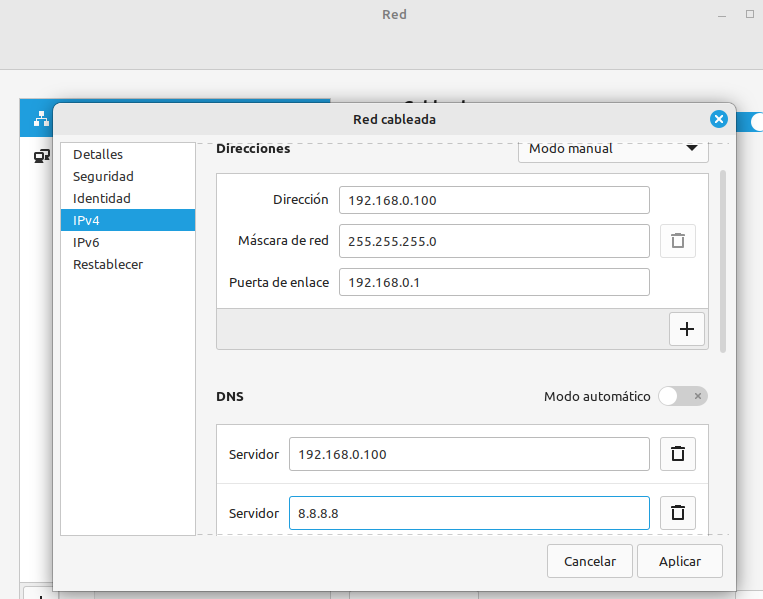 Red
Red cableada
Detalles
Seguridad
Identidad
IPv4
IPv6
Restablecer
Direcciones
Modo manual
Dirección
192.168.0.100
Máscara de red
255.255.255.0
Puerta de enlace
192.168.0.1
DNS
Modo automático
Servidor
192.168.0.100
Servidor
8.8.8.8
Cancelar
Aplicar